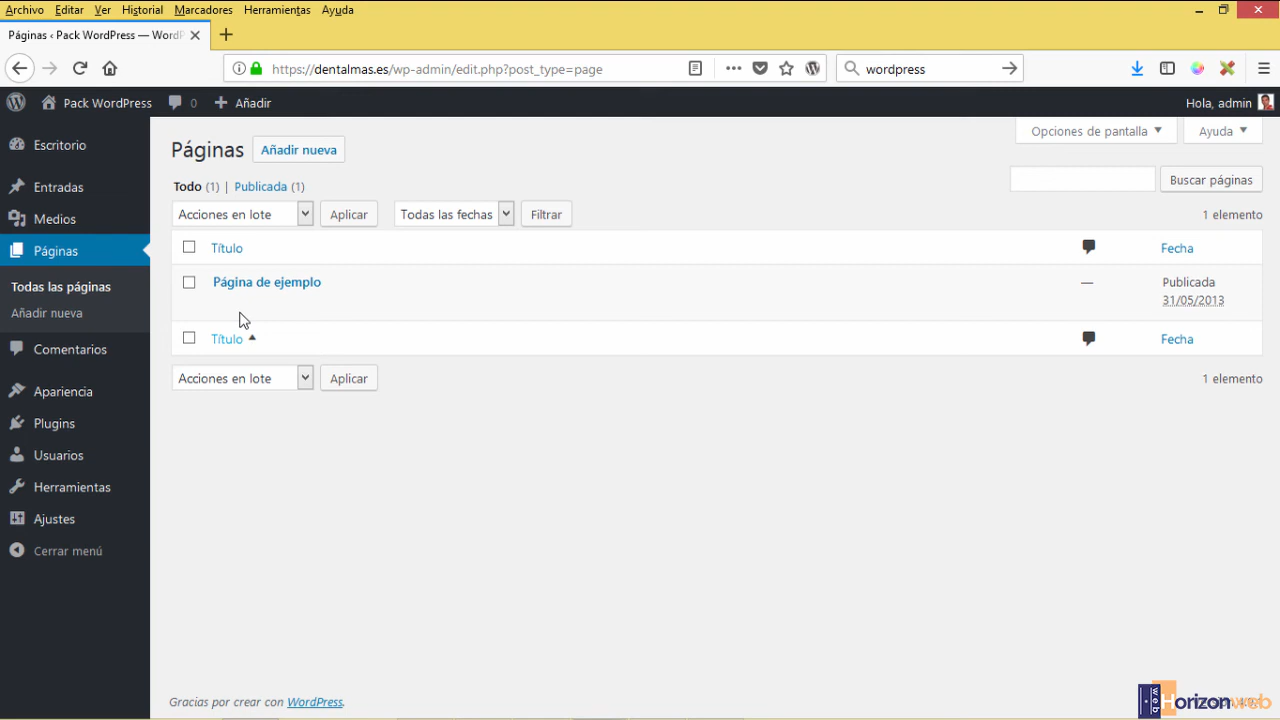 Archivo Editar Ver Historial Marcadores Herramientas Ayuda
Páginas ‹ Pack WordPress — WordP
https://dentalmas.es/wp-admin/edit.php?post_type=page
wordpress
Pack WordPress 0 Añadir Hola, admin
Escritorio
Entradas
Medios
Páginas
Todas las páginas
Añadir nueva
Comentarios
Apariencia
Plugins
Usuarios
Herramientas
Ajustes
Cerrar menú
Opciones de pantalla Ayuda
Páginas Añadir nueva
Todo (1) | Publicada (1)
Buscar páginas
Acciones en lote Aplicar Todas las fechas Filtrar 1 elemento
Título Fecha
Página de ejemplo — Publicada
31/05/2013
Título Fecha
Acciones en lote Aplicar 1 elemento
Gracias por crear con WordPress.
web Horizonweb